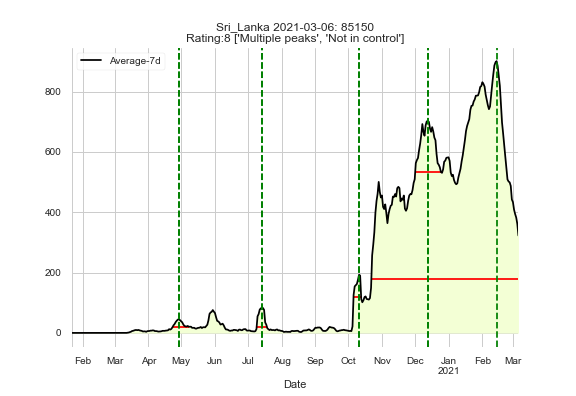 Sri_Lanka 2021-03-06: 85150
Rating:8 ['Multiple peaks', 'Not in control']
Average-7d
800
600
400
200
0
Feb Mar Apr May Jun Jul Aug Sep Oct Nov Dec Jan Feb Mar
2021
Date